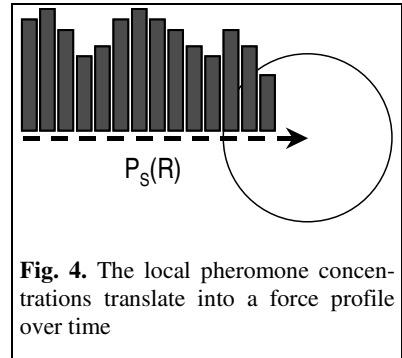 P_S(R)
Fig. 4. The local pheromone concen-
trations translate into a force profile
over time